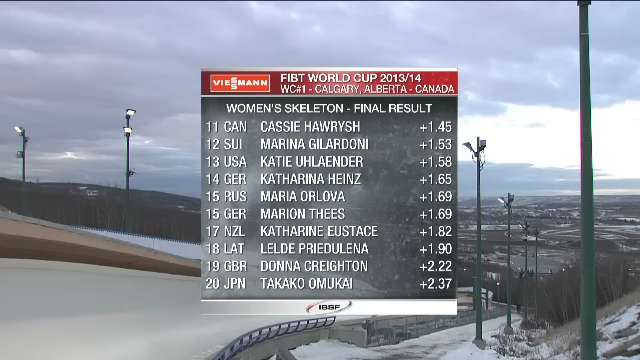 VIESMANN
FIBT WORLD CUP 2013/14
WC#1 - CALGARY, ALBERTA - CANADA
WOMEN'S SKELETON - FINAL RESULT
11 CAN CASSIE HAWRYSH +1.45
12 SUI MARINA GILARDONI +1.53
13 USA KATIE UHLAENDER +1.58
14 GER KATHARINA HEINZ +1.65
15 RUS MARIA ORLOVA +1.69
15 GER MARION THEES +1.69
17 NZL KATHARINE EUSTACE +1.82
18 LAT LELDE PRIEDULENA +1.90
19 GBR DONNA CREIGHTON +2.22
20 JPN TAKAKO OMUKAI +2.37
IBSF